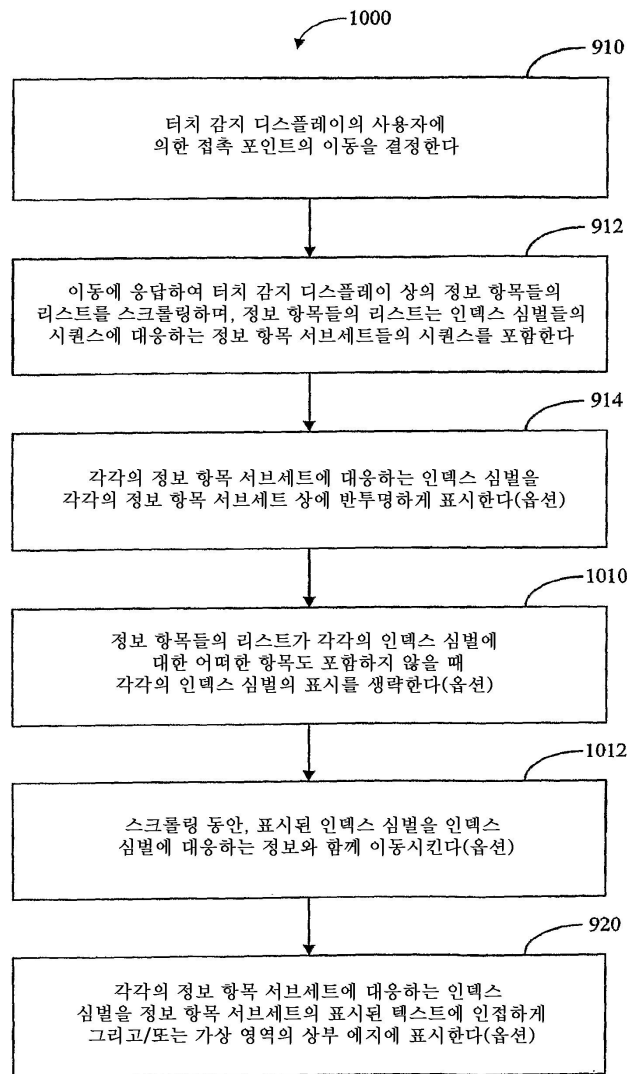 1000
910
터치 감지 디스플레이의 사용자에
의한 접촉 포인트의 이동을 결정한다
912
이동에 응답하여 터치 감지 디스플레이 상의 정보 항목들의
리스트를 스크롤링하며, 정보 항목들의 리스트는 인덱스 심벌들의
시퀀스에 대응하는 정보 항목 서브세트들의 시퀀스를 포함한다
914
각각의 정보 항목 서브세트에 대응하는 인덱스 심벌을
각각의 정보 항목 서브세트 상에 반투명하게 표시한다(옵션)
1010
정보 항목들의 리스트가 각각의 인덱스 심벌에
대한 어떠한 항목도 포함하지 않을 때
각각의 인덱스 심벌의 표시를 생략한다(옵션)
1012
스크롤링 동안, 표시된 인덱스 심벌을 인덱스
심벌에 대응하는 정보와 함께 이동시킨다(옵션)
920
각각의 정보 항목 서브세트에 대응하는 인덱스
심벌을 정보 항목 서브세트의 표시된 텍스트에 인접하게
그리고/또는 가상 영역의 상부 에지에 표시한다(옵션)